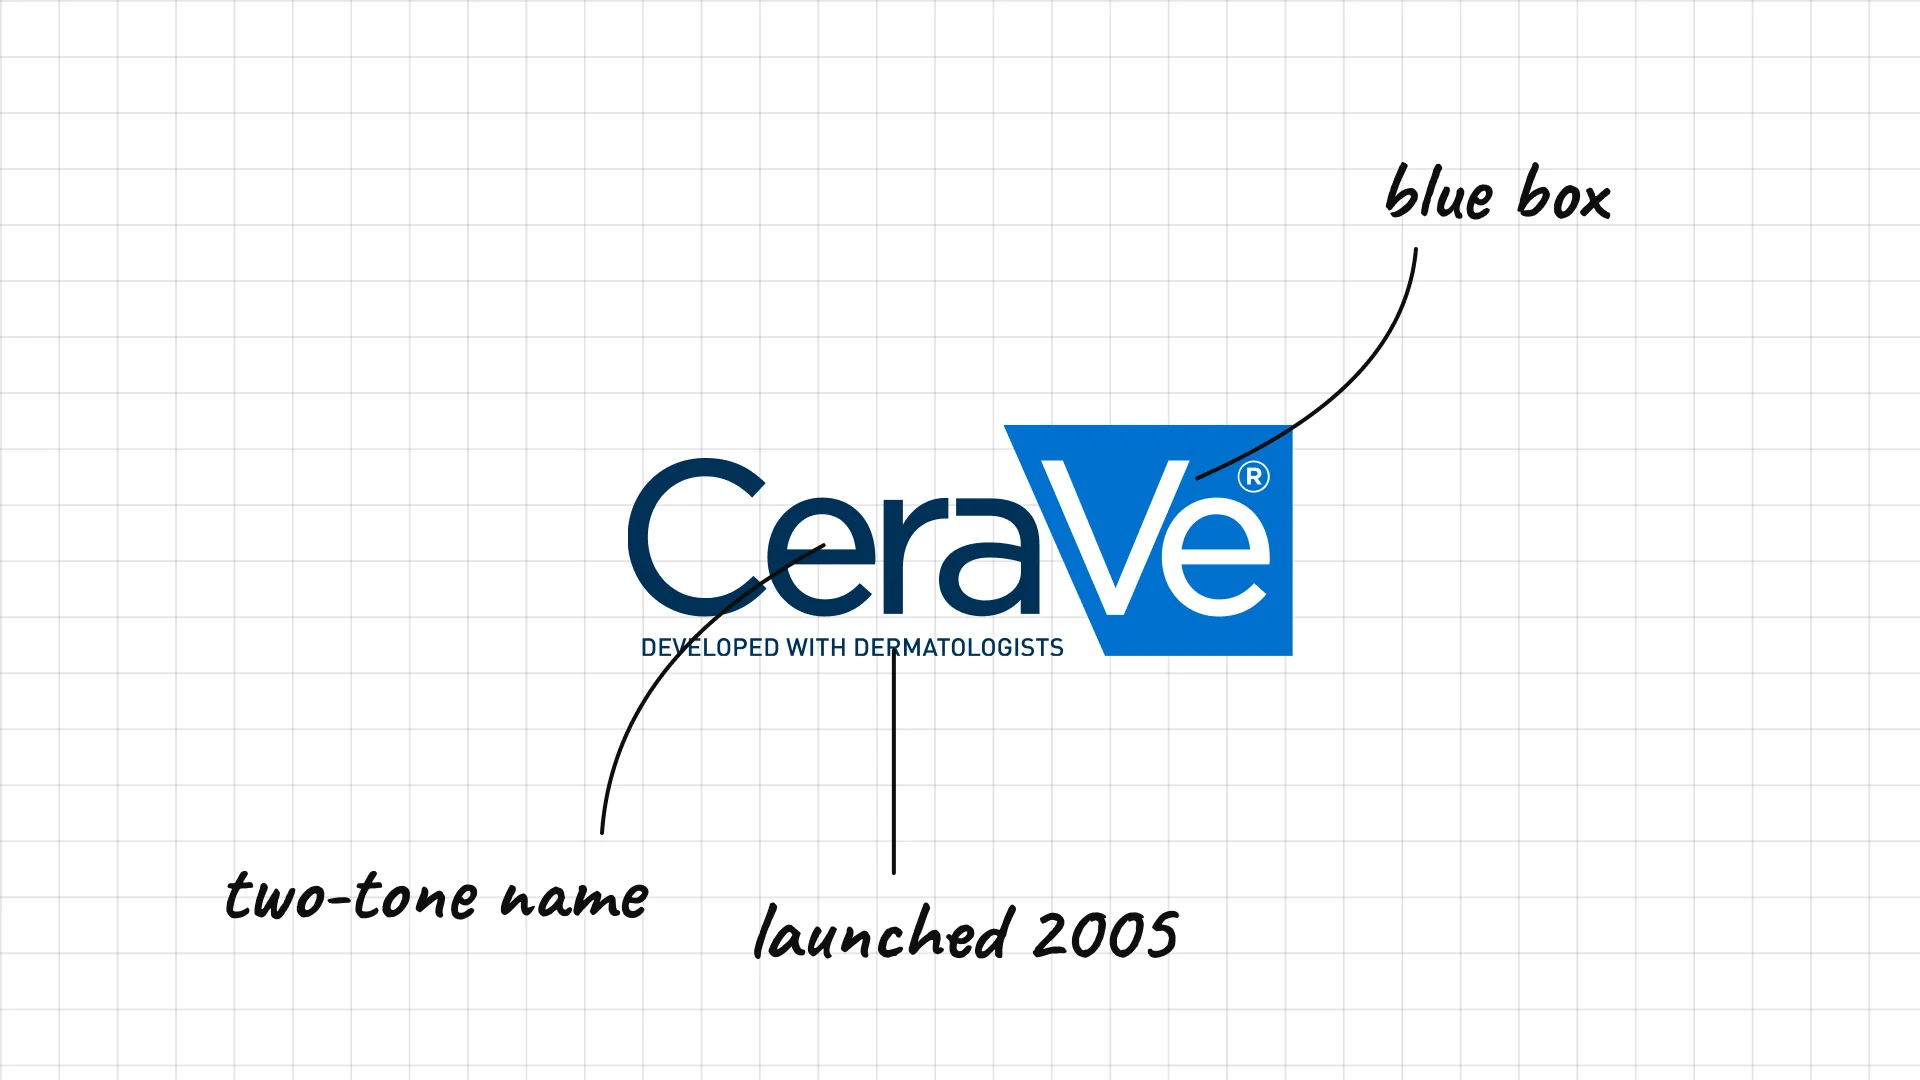 blue box
CeraVe®
DEVELOPED WITH DERMATOLOGISTS
two-tone name
launched 2005